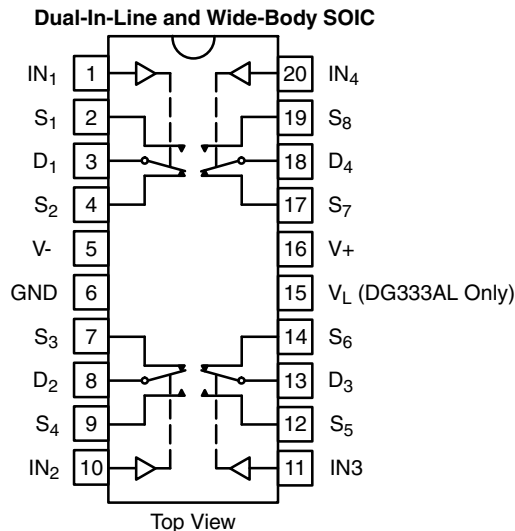 Dual-In-Line and Wide-Body SOIC
IN1 1 20 IN4
S1 2 19 S8
D1 3 18 D4
S2 4 17 S7
V- 5 16 V+
GND 6 15 VL (DG333AL Only)
S3 7 14 S6
D2 8 13 D3
S4 9 12 S5
IN2 10 11 IN3
Top View